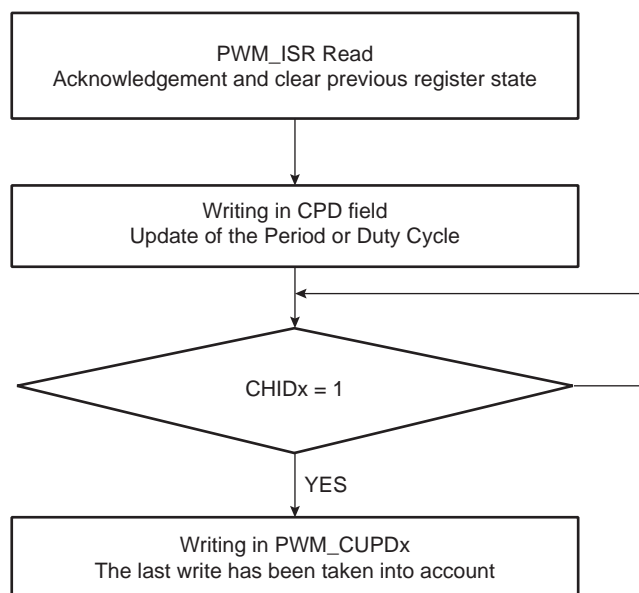 PWM_ISR Read
Acknowledgement and clear previous register state
Writing in CPD field
Update of the Period or Duty Cycle
CHIDx = 1
YES
Writing in PWM_CUPDx
The last write has been taken into account